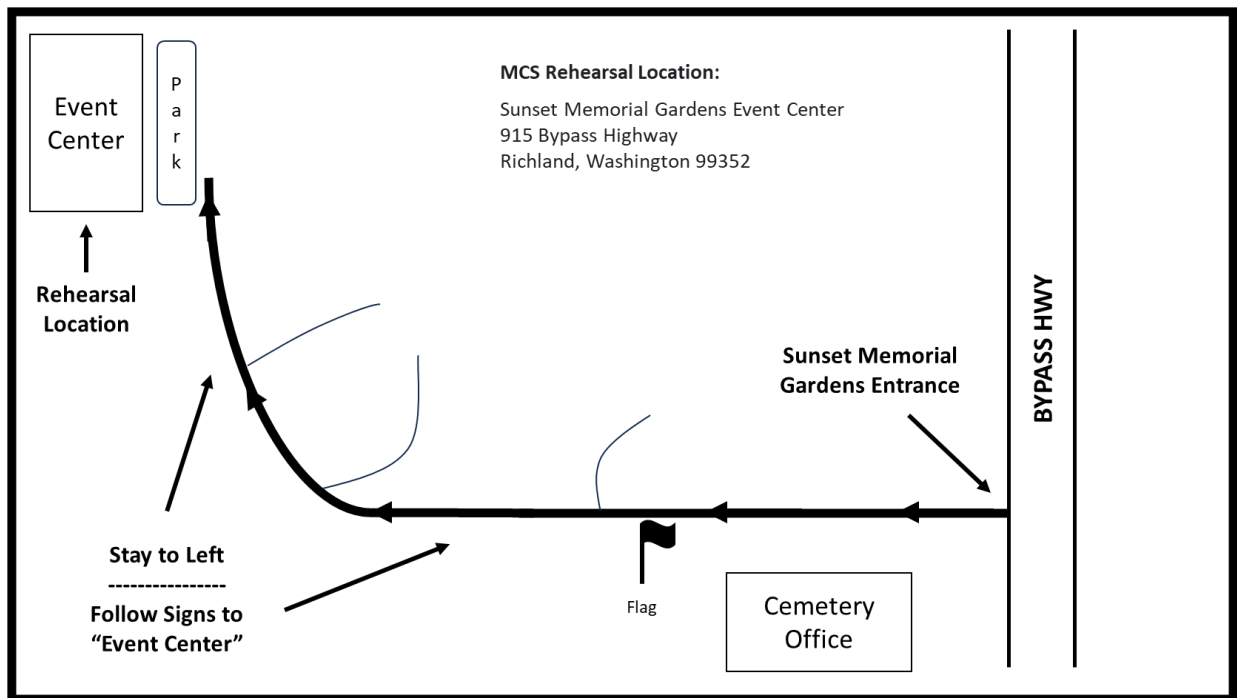 Event
Center
Park
MCS Rehearsal Location:
Sunset Memorial Gardens Event Center
915 Bypass Highway
Richland, Washington 99352
Rehearsal
Location
Sunset Memorial
Gardens Entrance
BYPASS HWY
Stay to Left
----------------
Follow Signs to
“Event Center”
Flag
Cemetery
Office